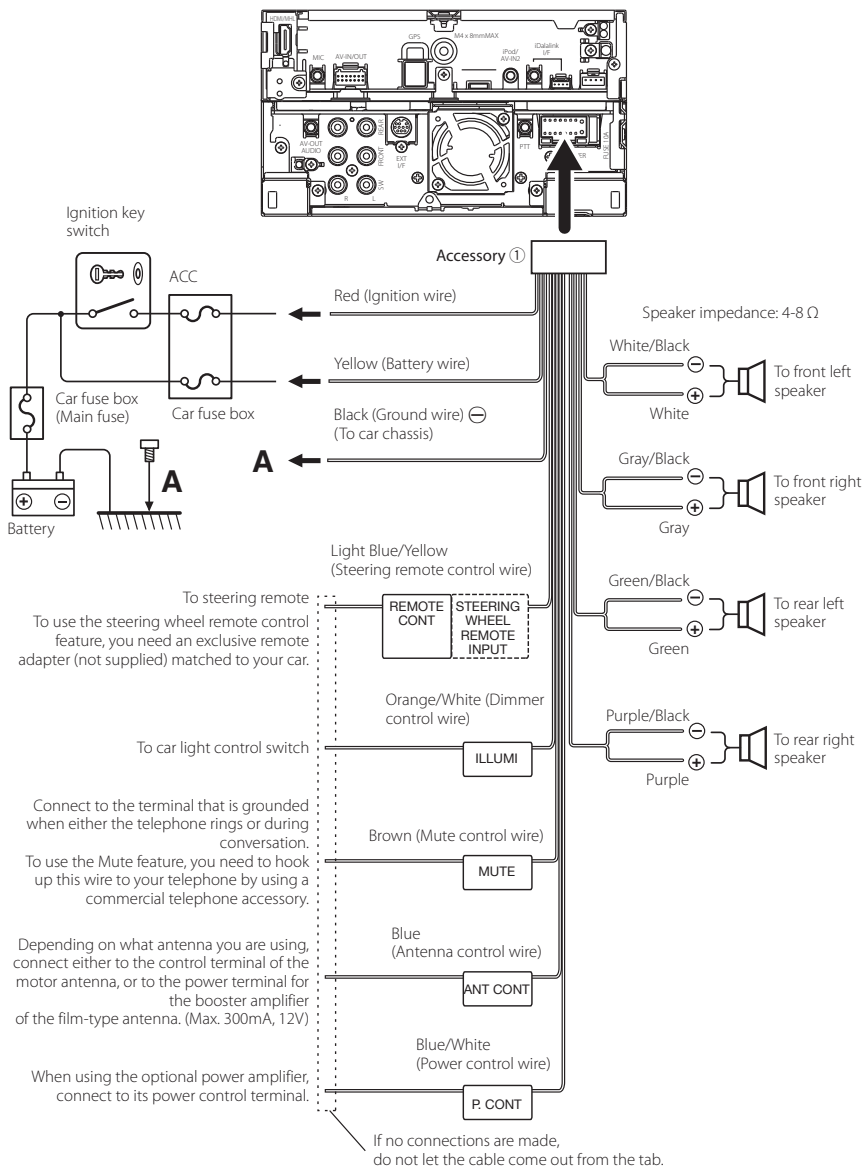 HDMI/MHL
GPS
M4 x 8mmMAX
MIC
AV-IN/OUT
iPod/
AV-IN2
iDatalink
I/F
AV-OUT
AUDIO
REAR
FRONT
SW
R
L
EXT
I/F
PTT
FUSE 10A
Ignition key
switch
ACC
Accessory ①
Red (Ignition wire)
Speaker impedance: 4-8 Ω
Yellow (Battery wire)
Car fuse box
(Main fuse)
Car fuse box
Black (Ground wire) ⊖
(To car chassis)
A
A
⊕ ⊖
Battery
White/Black
⊖
⊕
White
To front left
speaker
Gray/Black
⊖
⊕
Gray
To front right
speaker
Green/Black
⊖
⊕
Green
To rear left
speaker
Purple/Black
⊖
⊕
Purple
To rear right
speaker
Light Blue/Yellow
(Steering remote control wire)
To steering remote
To use the steering wheel remote control
feature, you need an exclusive remote
adapter (not supplied) matched to your car.
REMOTE
CONT
STEERING
WHEEL
REMOTE
INPUT
Orange/White (Dimmer
control wire)
To car light control switch
ILLUMI
Connect to the terminal that is grounded
when either the telephone rings or during
conversation.
To use the Mute feature, you need to hook
up this wire to your telephone by using a
commercial telephone accessory.
Brown (Mute control wire)
MUTE
Depending on what antenna you are using,
connect either to the control terminal of the
motor antenna, or to the power terminal for
the booster amplifier
of the film-type antenna. (Max. 300mA, 12V)
Blue
(Antenna control wire)
ANT CONT
When using the optional power amplifier,
connect to its power control terminal.
Blue/White
(Power control wire)
P. CONT
If no connections are made,
do not let the cable come out from the tab.